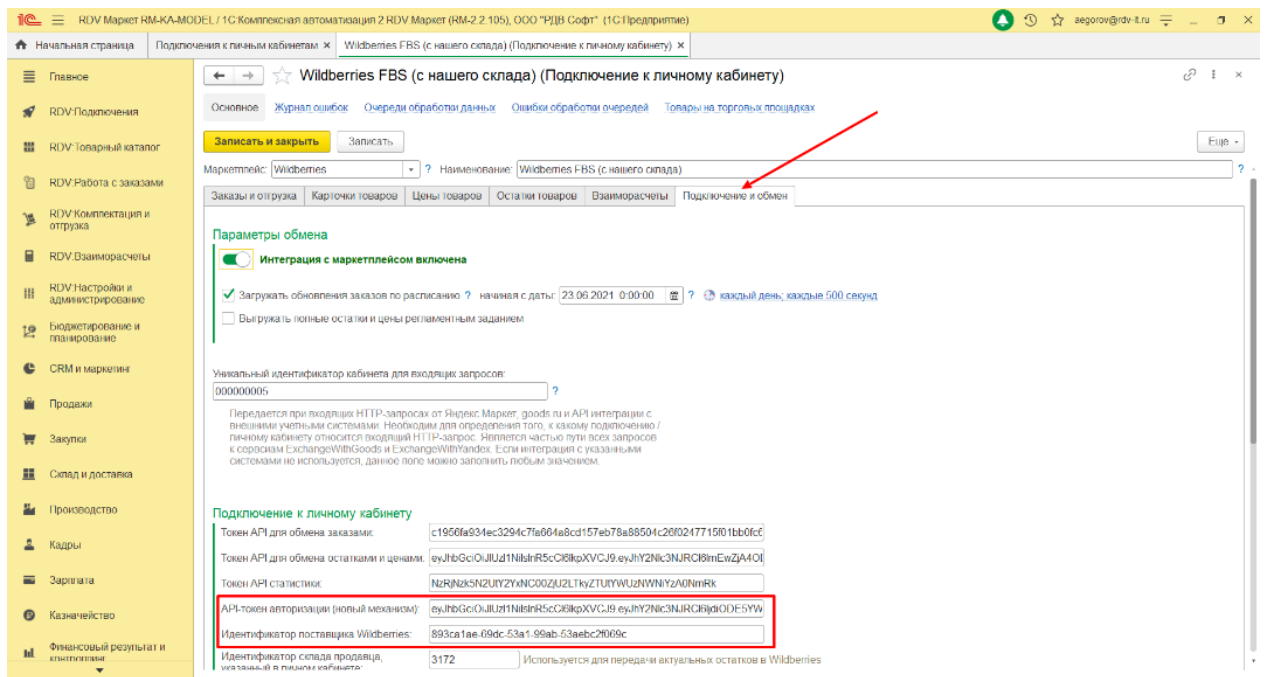 1С RDV Маркет RM-KA-MODEL / 1С:Комплексная автоматизация 2 RDV Маркет (RM-2.2.105), ООО "РДВ Софт" (1С:Предприятие) aegorov@rdv-it.ru
Начальная страница Подключения к личным кабинетам × Wildberries FBS (с нашего склада) (Подключение к личному кабинету) ×
Главное
RDV:Подключения
RDV:Товарный каталог
RDV:Работа с заказами
RDV:Комплектация и
отгрузка
RDV:Взаиморасчеты
RDV:Настройки и
администрирование
Бюджетирование и
планирование
CRM и маркетинг
Продажи
Закупки
Склад и доставка
Производство
Кадры
Зарплата
Казначейство
Финансовый результат и
контроллинг
Wildberries FBS (с нашего склада) (Подключение к личному кабинету)
Основное Журнал ошибок Очереди обработки данных Ошибки обработки очередей Товары на торговых площадках
Записать и закрыть Записать Еще
Маркетплейс: Wildberries ? Наименование: Wildberries FBS (с нашего склада) ?
Заказы и отгрузка Карточки товаров Цены товаров Остатки товаров Взаиморасчеты Подключение и обмен
Параметры обмена
Интеграция с маркетплейсом включена
Загружать обновления заказов по расписанию ? начиная с даты: 23.06.2021 0:00:00 ? каждый день; каждые 500 секунд
Выгружать полные остатки и цены регламентным заданием
Уникальный идентификатор кабинета для входящих запросов:
000000005 ?
Передается при входящих HTTP-запросах от Яндекс Маркет, goods.ru и API интеграции с
внешними учетными системами. Необходим для определения того, к какому подключению /
личному кабинету относится входящий HTTP-запрос. Является частью пути всех запросов
к сервисам ExchangeWithGoods и ExchangeWithYandex. Если интеграция с указанными
системами не используется, данное поле можно заполнить любым значением.
Подключение к личному кабинету
Токен API для обмена заказами: c1956fa934ec3294c7fa664a8cd157eb78a88504c26f0247715f01bb0fc6
Токен API для обмена остатками и ценами:
Токен API статистики:
API-токен авторизации (новый механизм):
Идентификатор поставщика Wildberries: 893ca1ae-69dc-53a1-99ab-53aebc2f069c
Идентификатор склада продавца, 3172 Используется для передачи актуальных остатков в Wildberries
указанный в личном кабинете: